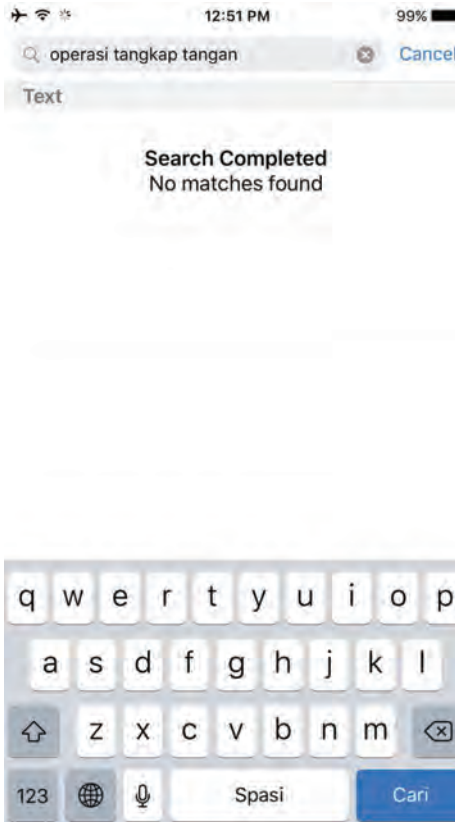 12:51 PM 99%
operasi tangkap tangan Cancel
Text
Search Completed
No matches found
q w e r t y u i o p
a s d f g h j k l
z x c v b n m
123 Spasi Cari